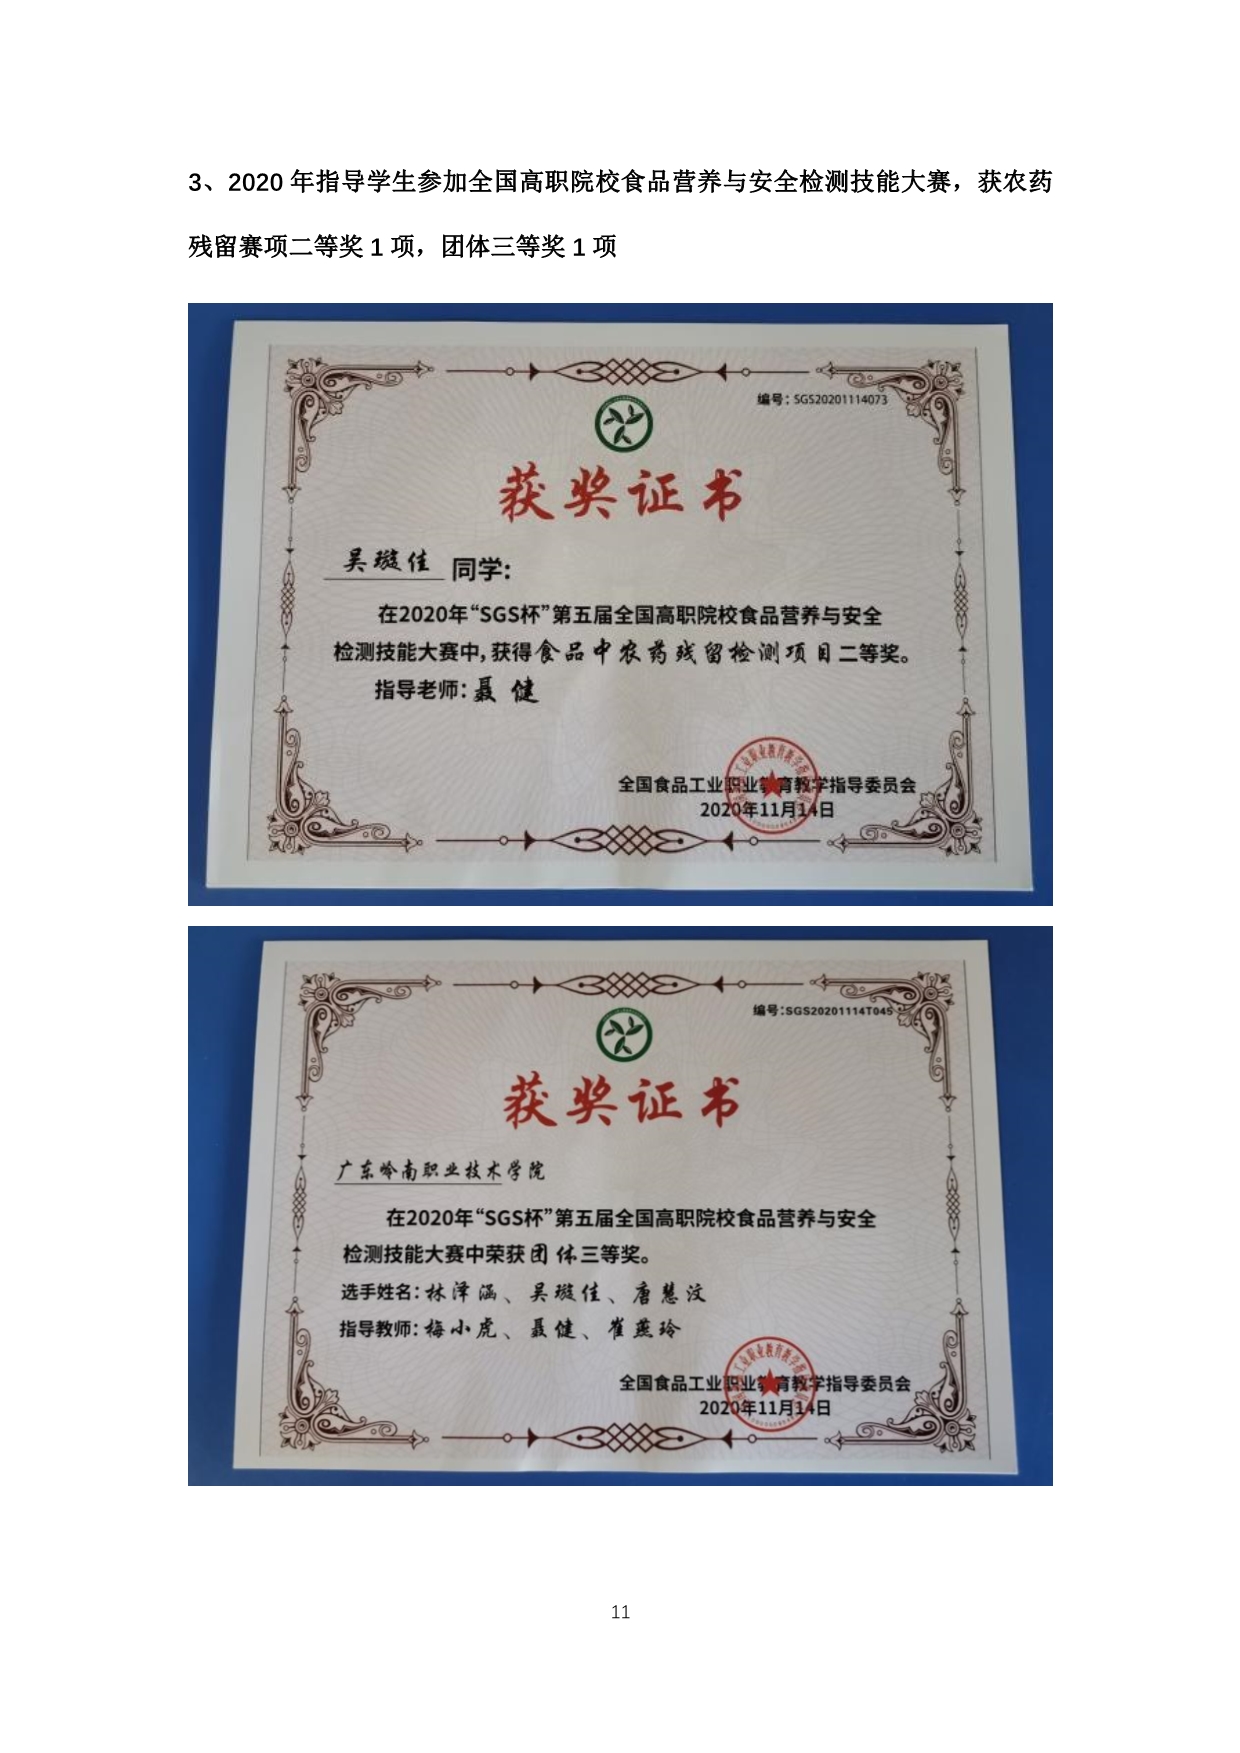 3、2020 年指导学生参加全国高职院校食品营养与安全检测技能大赛，获农药
残留赛项二等奖 1 项，团体三等奖 1 项
编号：SGS20201114073
获奖证书
吴璇佳 同学:
在2020年“SGS杯”第五届全国高职院校食品营养与安全
检测技能大赛中,获得食品中农药残留检测项目二等奖。
指导老师:聂 健
全国食品工业职业教育教学指导委员会
2020年11月14日
编号:SGS20201114T045
获奖证书
广东岭南职业技术学院
在2020年“SGS杯”第五届全国高职院校食品营养与安全
检测技能大赛中荣获团体三等奖。
选手姓名:林泽涵、吴璇佳、唐慧汶
指导教师:梅小虎、聂健、崔燕玲
全国食品工业职业教育教学指导委员会
2020年11月14日
11